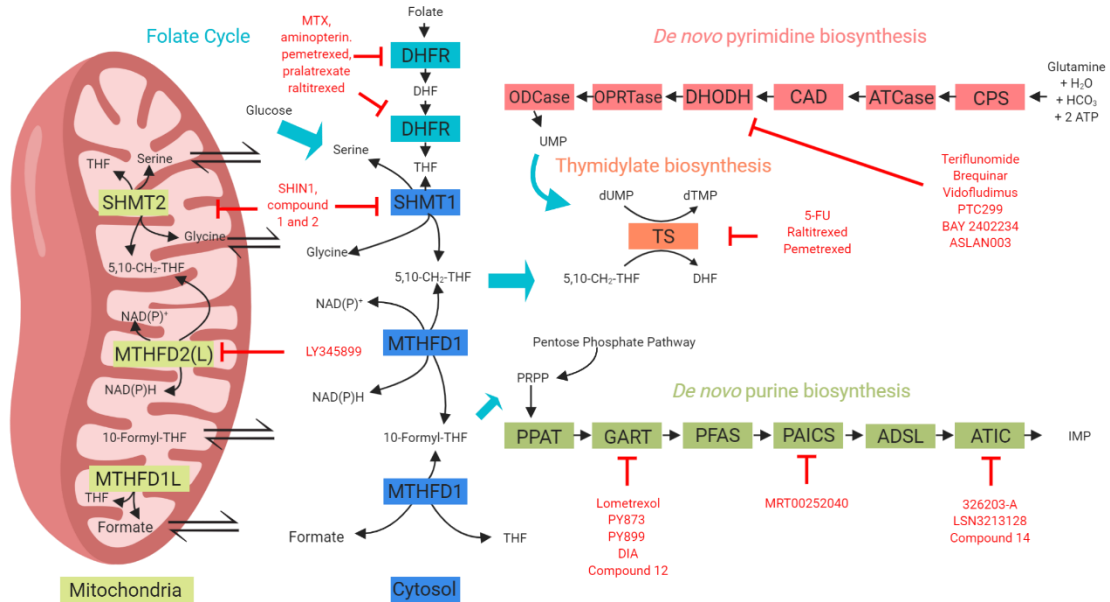 Folate Cycle
MTX,
aminopterin.
pemetrexed,
pralatrexate
raltitrexed
Folate
DHFR
DHF
DHFR
THF
Glucose
Serine
SHMT1
Glycine
5,10-CH₂-THF
NAD(P)⁺
MTHFD1
NAD(P)H
10-Formyl-THF
MTHFD1
Formate
THF
Cytosol
THF
Serine
SHMT2
Glycine
5,10-CH₂-THF
NAD(P)⁺
MTHFD2(L)
NAD(P)H
10-Formyl-THF
MTHFD1L
THF
Formate
Mitochondria
SHIN1,
compound
1 and 2
LY345899
De novo pyrimidine biosynthesis
Glutamine
+ H₂O
+ HCO₃
+ 2 ATP
ODCase
OPRTase
DHODH
CAD
ATCase
CPS
UMP
Teriflunomide
Brequinar
Vidofludimus
PTC299
BAY 2402234
ASLAN003
Thymidylate biosynthesis
dUMP
dTMP
TS
5,10-CH₂-THF
DHF
5-FU
Raltitrexed
Pemetrexed
Pentose Phosphate Pathway
PRPP
De novo purine biosynthesis
PPAT
GART
PFAS
PAICS
ADSL
ATIC
IMP
Lometrexol
PY873
PY899
DIA
Compound 12
MRT00252040
326203-A
LSN3213128
Compound 14